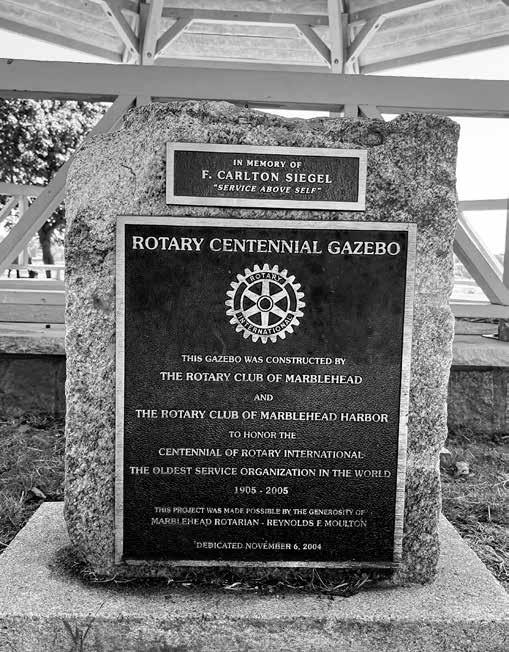 IN MEMORY OF
F. CARLTON SIEGEL
"SERVICE ABOVE SELF"
ROTARY CENTENNIAL GAZEBO
ROTARY
INTERNATIONAL
THIS GAZEBO WAS CONSTRUCTED BY
THE ROTARY CLUB OF MARBLEHEAD
AND
THE ROTARY CLUB OF MARBLEHEAD HARBOR
TO HONOR THE
CENTENNIAL OF ROTARY INTERNATIONAL
THE OLDEST SERVICE ORGANIZATION IN THE WORLD
1905 - 2005
THIS PROJECT WAS MADE POSSIBLE BY THE GENEROSITY OF
MARBLEHEAD ROTARIAN - REYNOLDS F. MOULTON
DEDICATED NOVEMBER 6, 2004